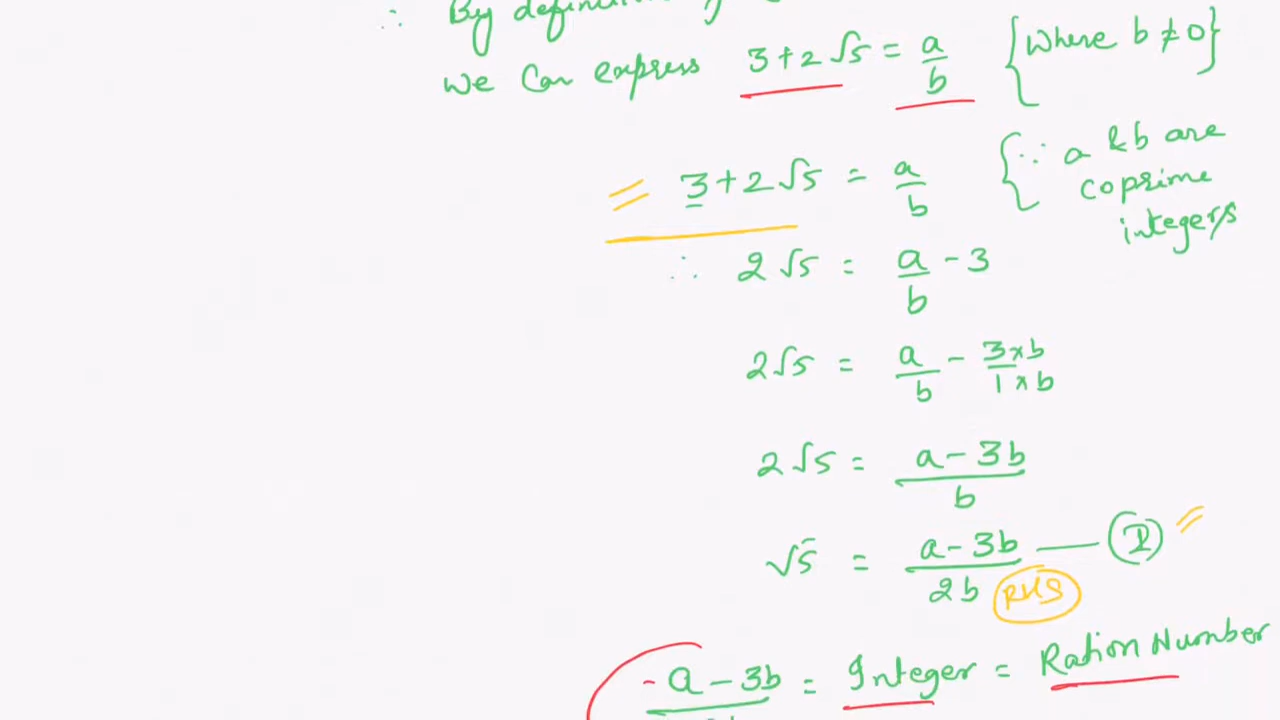 ∴ By
we can express 3+2√5 = a/b {where b ≠ 0}
3+2√5 = a/b {∵ a & b are coprime integers
∴ 2√5 = a/b - 3
2√5 = a/b - 3×b/1×b
2√5 = a-3b/b
√5 = a-3b/2b — (I)
RHS
a-3b = Integer = Ration Number